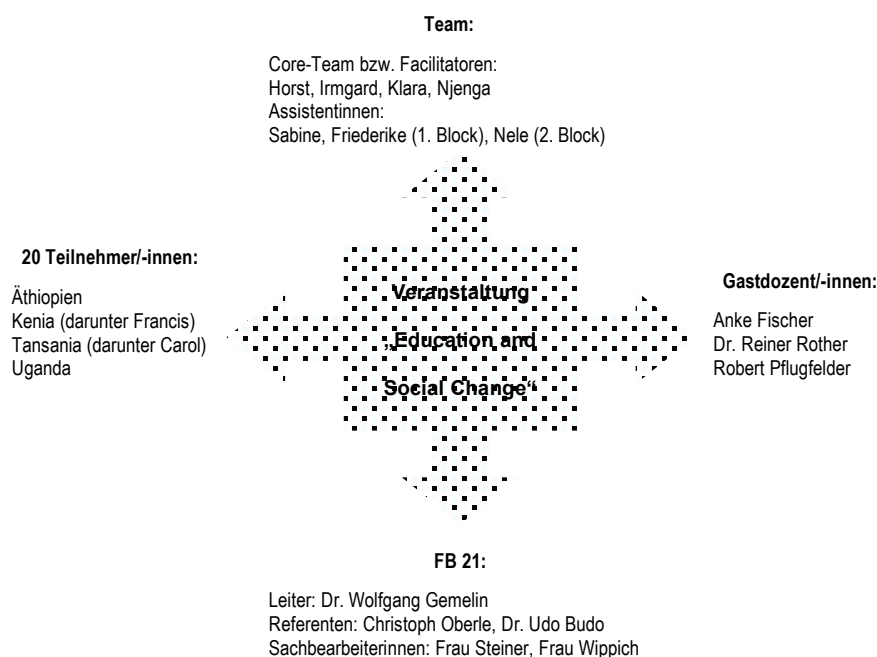 Team:
Core-Team bzw. Facilitatoren:
Horst, Irmgard, Klara, Njenga
Assistentinnen:
Sabine, Friederike (1. Block), Nele (2. Block)
20 Teilnehmer/-innen:
Äthiopien
Kenia (darunter Francis)
Tansania (darunter Carol)
Uganda
Veranstaltung
„Education and
Social Change“
Gastdozent/-innen:
Anke Fischer
Dr. Reiner Rother
Robert Pflugfelder
FB 21:
Leiter: Dr. Wolfgang Gemelin
Referenten: Christoph Oberle, Dr. Udo Budo
Sachbearbeiterinnen: Frau Steiner, Frau Wippich